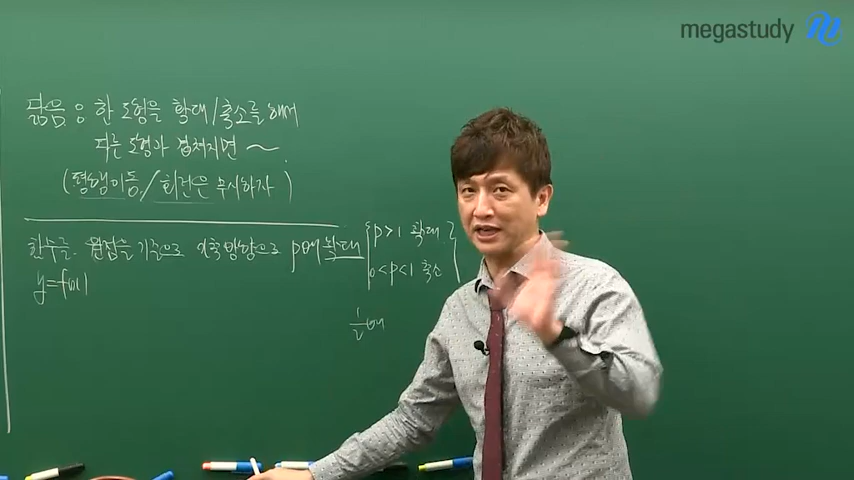 megastudy
닮음 : 한 도형을 확대/축소를 해서
다른 도형과 겹쳐지면 ~
(평행이동/회전은 무시하자)
함수를 원점을 기준으로 x축방향으로 p배 확대 { p>1 확대
y=f(x)
0<p<1 축소 }
1/2배